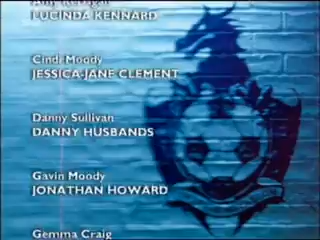 LUCINDA KENNARD
Cindi Moody
JESSICA-JANE CLEMENT
Danny Sullivan
DANNY HUSBANDS
Gavin Moody
JONATHAN HOWARD
Gemma Craig